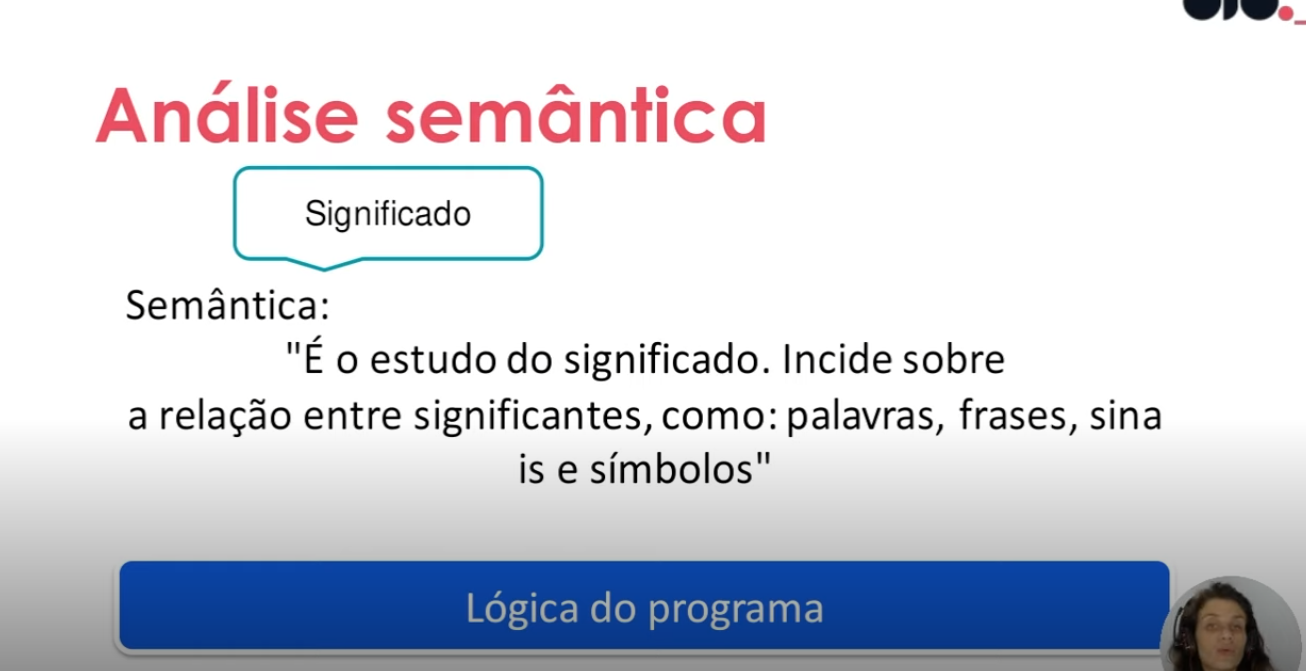 Análise semântica
Significado
Semântica:
"É o estudo do significado. Incide sobre
a relação entre significantes, como: palavras, frases, sina
is e símbolos"
Lógica do programa